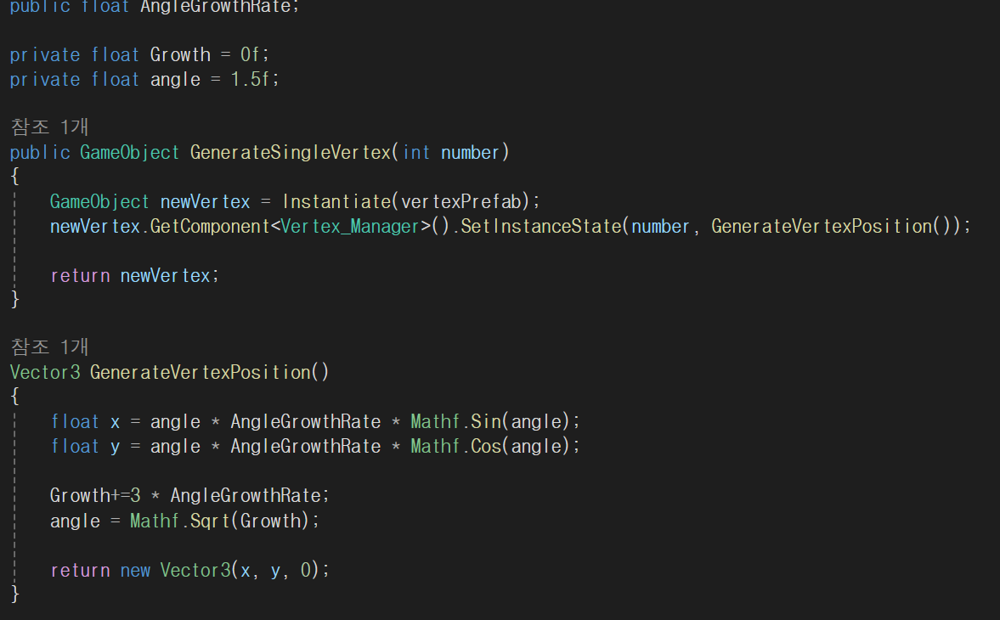 public float AngleGrowthRate;
private float Growth = 0f;
private float angle = 1.5f;
참조 1개
public GameObject GenerateSingleVertex(int number)
{
GameObject newVertex = Instantiate(vertexPrefab);
newVertex.GetComponent<Vertex_Manager>().SetInstanceState(number, GenerateVertexPosition());
return newVertex;
}
참조 1개
Vector3 GenerateVertexPosition()
{
float x = angle * AngleGrowthRate * Mathf.Sin(angle);
float y = angle * AngleGrowthRate * Mathf.Cos(angle);
Growth+=3 * AngleGrowthRate;
angle = Mathf.Sqrt(Growth);
return new Vector3(x, y, 0);
}